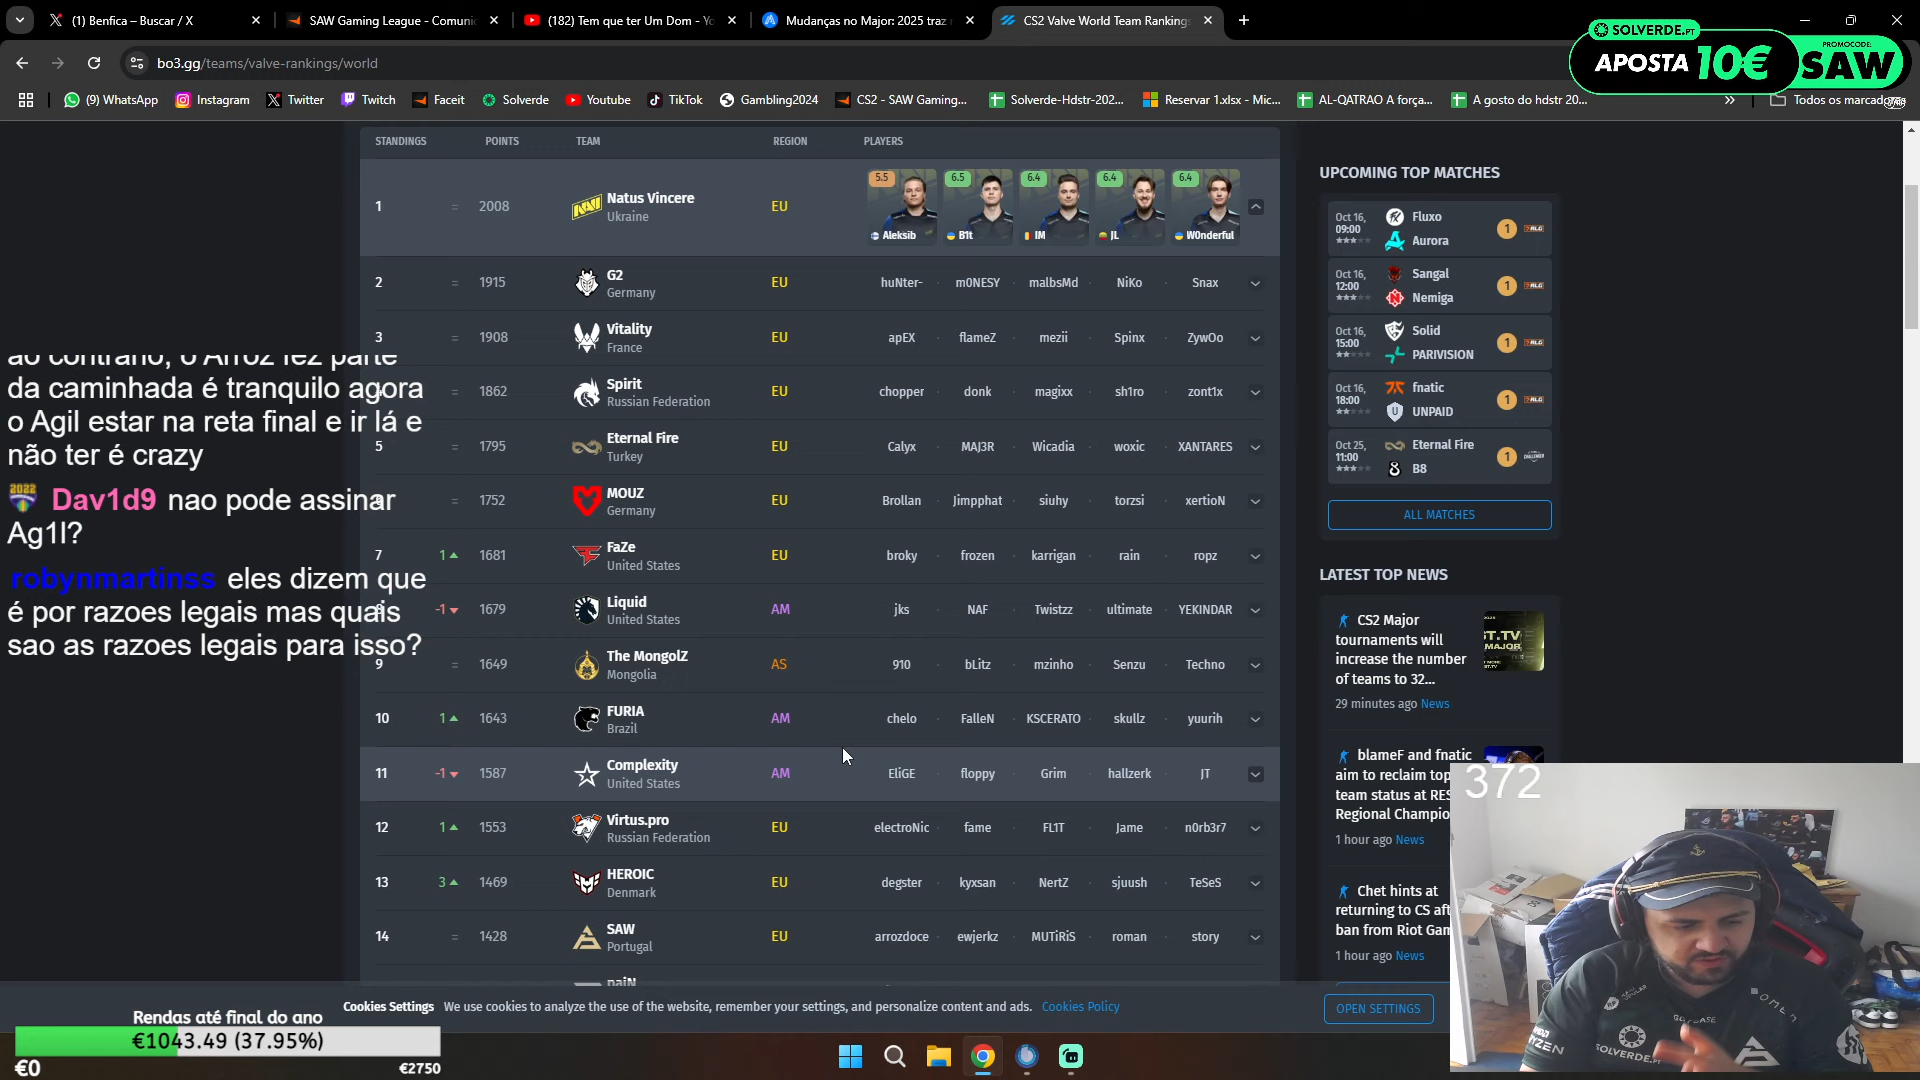 (1) Benfica – Buscar / X
SAW Gaming League - Comunic
(182) Tem que ter Um Dom - Yo
Mudanças no Major: 2025 traz
CS2 Valve World Team Rankings
bo3.gg/teams/valve-rankings/world
SOLVERDE.PT
APOSTA 10€
PROMOCODE:
SAW
(9) WhatsApp
Instagram
Twitter
Twitch
Faceit
Solverde
Youtube
TikTok
Gambling2024
CS2 - SAW Gaming...
Solverde-Hdstr-202...
Reservar 1.xlsx - Mic...
AL-QATRAO A força...
A gosto do hdstr 20...
Todos os marcadores
STANDINGS POINTS TEAM REGION PLAYERS
1 = 2008 Natus Vincere Ukraine EU
5.5 6.5 6.4 6.4 6.4
Aleksib B1t IM JL W0nderful
2 = 1915 G2 Germany EU huNter- m0NESY malbsMd NiKo Snax
3 = 1908 Vitality France EU apEX flameZ mezii Spinx ZywOo
= 1862 Spirit Russian Federation EU chopper donk magixx sh1ro zont1x
5 = 1795 Eternal Fire Turkey EU Calyx MAJ3R Wicadia woxic XANTARES
= 1752 MOUZ Germany EU Brollan Jimpphat siuhy torzsi xertioN
7 1 1681 FaZe United States EU broky frozen karrigan rain ropz
-1 1679 Liquid United States AM jks NAF Twistzz ultimate YEKINDAR
9 = 1649 The MongolZ Mongolia AS 910 bLitz mzinho Senzu Techno
10 1 1643 FURIA Brazil AM chelo FalleN KSCERATO skullz yuurih
11 -1 1587 Complexity United States AM EliGE floppy Grim hallzerk JT
12 1 1553 Virtus.pro Russian Federation EU electroNic fame FL1T Jame n0rb3r7
13 3 1469 HEROIC Denmark EU degster kyxsan NertZ sjuush TeSeS
14 = 1428 SAW Portugal EU arrozdoce ewjerkz MUTiRiS roman story
paiN
ao contrário, o Arroz fez parte
da caminhada é tranquilo agora
o Agil estar na reta final e ir lá e
não ter é crazy
2022 Dav1d9 nao pode assinar
Ag1l?
robynmartinss eles dizem que
é por razoes legais mas quais
sao as razoes legais para isso?
UPCOMING TOP MATCHES
Oct 16, 09:00 Fluxo Aurora 1 RLG
Oct 16, 12:00 Sangal Nemiga 1 RLG
Oct 16, 15:00 Solid PARIVISION 1 RLG
Oct 16, 18:00 fnatic UNPAID 1 RLG
Oct 25, 11:00 Eternal Fire B8 1
ALL MATCHES
LATEST TOP NEWS
CS2 Major
tournaments will
increase the number
of teams to 32...
29 minutes ago News
blameF and fnatic
aim to reclaim top
team status at RES
Regional Champio
1 hour ago News
Chet hints at
returning to CS aft
ban from Riot Gam
1 hour ago News
372
Cookies Settings We use cookies to analyze the use of the website, remember your settings, and personalize content and ads. Cookies Policy
OPEN SETTINGS
Rendas até final do ano
€1043.49 (37.95%)
€0
€2750
SOLVERDE.PT
OMEN
RYZEN